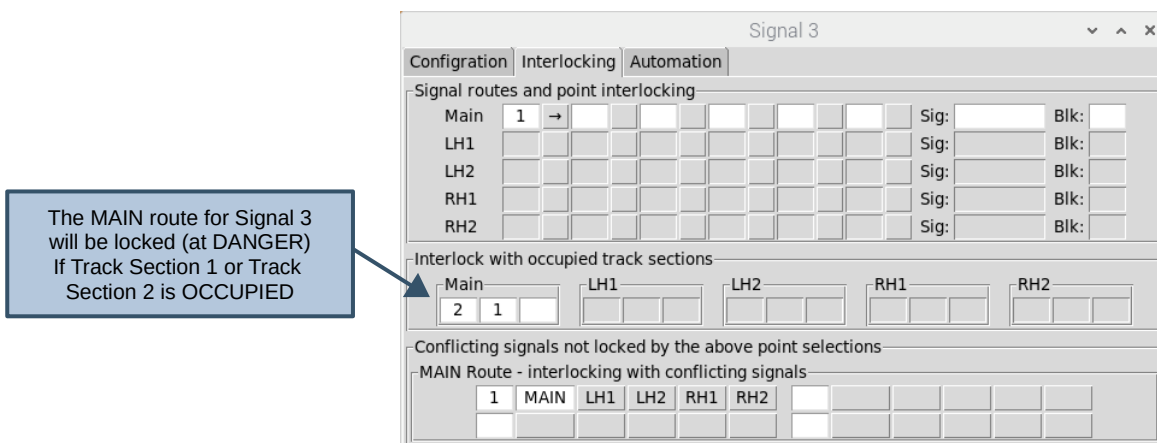 Signal 3
Configration Interlocking Automation
Signal routes and point interlocking
Main 1 → Sig: Blk:
LH1 Sig: Blk:
LH2 Sig: Blk:
RH1 Sig: Blk:
RH2 Sig: Blk:
The MAIN route for Signal 3
will be locked (at DANGER)
If Track Section 1 or Track
Section 2 is OCCUPIED
Interlock with occupied track sections
Main LH1 LH2 RH1 RH2
2 1
Conflicting signals not locked by the above point selections
MAIN Route - interlocking with conflicting signals
1 MAIN LH1 LH2 RH1 RH2